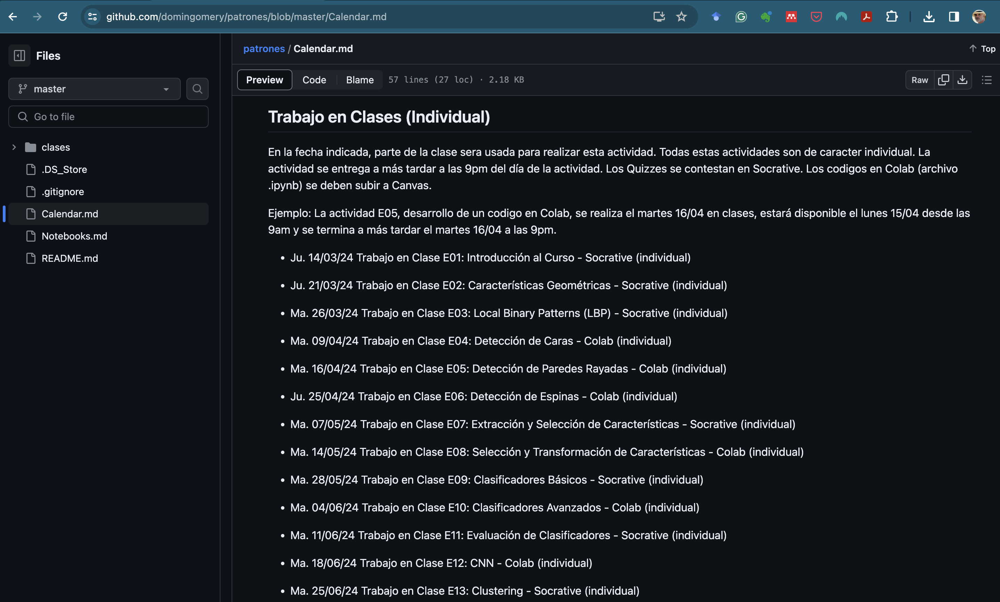 github.com/domingomery/patrones/blob/master/Calendar.md
Files
master
Go to file
clases
.DS_Store
.gitignore
Calendar.md
Notebooks.md
README.md
patrones / Calendar.md
Top
Preview
Code
Blame
57 lines (27 loc) · 2.18 KB
Raw
Trabajo en Clases (Individual)
En la fecha indicada, parte de la clase sera usada para realizar esta actividad. Todas estas actividades son de caracter individual. La
actividad se entrega a más tardar a las 9pm del día de la actividad. Los Quizzes se contestan en Socrative. Los codigos en Colab (archivo
.ipynb) se deben subir a Canvas.
Ejemplo: La actividad E05, desarrollo de un codigo en Colab, se realiza el martes 16/04 en clases, estará disponible el lunes 15/04 desde las
9am y se termina a más tardar el martes 16/04 a las 9pm.
• Ju. 14/03/24 Trabajo en Clase E01: Introducción al Curso - Socrative (individual)
• Ju. 21/03/24 Trabajo en Clase E02: Características Geométricas - Socrative (individual)
• Ma. 26/03/24 Trabajo en Clase E03: Local Binary Patterns (LBP) - Socrative (individual)
• Ma. 09/04/24 Trabajo en Clase E04: Detección de Caras - Colab (individual)
• Ma. 16/04/24 Trabajo en Clase E05: Detección de Paredes Rayadas - Colab (individual)
• Ju. 25/04/24 Trabajo en Clase E06: Detección de Espinas - Colab (individual)
• Ma. 07/05/24 Trabajo en Clase E07: Extracción y Selección de Características - Socrative (individual)
• Ma. 14/05/24 Trabajo en Clase E08: Selección y Transformación de Características - Colab (individual)
• Ma. 28/05/24 Trabajo en Clase E09: Clasificadores Básicos - Socrative (individual)
• Ma. 04/06/24 Trabajo en Clase E10: Clasificadores Avanzados - Colab (individual)
• Ma. 11/06/24 Trabajo en Clase E11: Evaluación de Clasificadores - Socrative (individual)
• Ma. 18/06/24 Trabajo en Clase E12: CNN - Colab (individual)
• Ma. 25/06/24 Trabajo en Clase E13: Clustering - Socrative (individual)